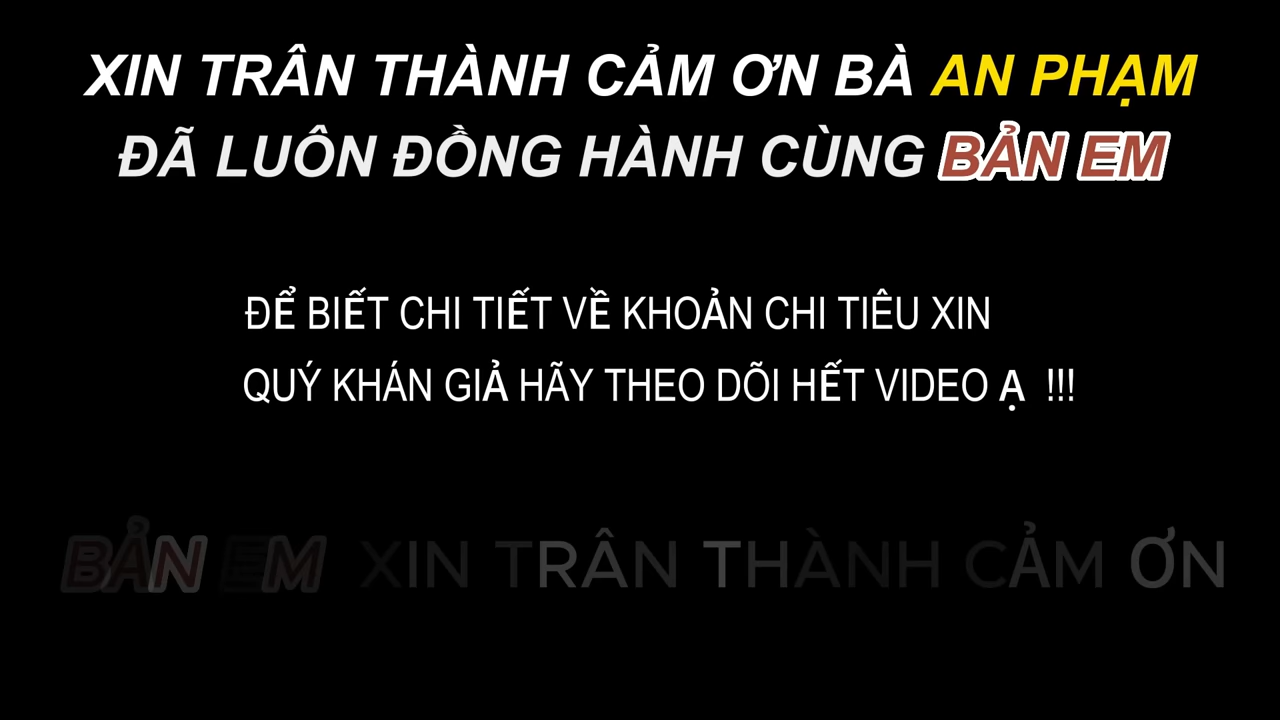 XIN TRÂN THÀNH CẢM ƠN BÀ AN PHẠM
ĐÃ LUÔN ĐỒNG HÀNH CÙNG BẢN EM
ĐỂ BIẾT CHI TIẾT VỀ KHOẢN CHI TIÊU XIN
QUÝ KHÁN GIẢ HÃY THEO DÕI HẾT VIDEO Ạ !!!
BẢN EM XIN TRÂN THÀNH CẢM ƠN